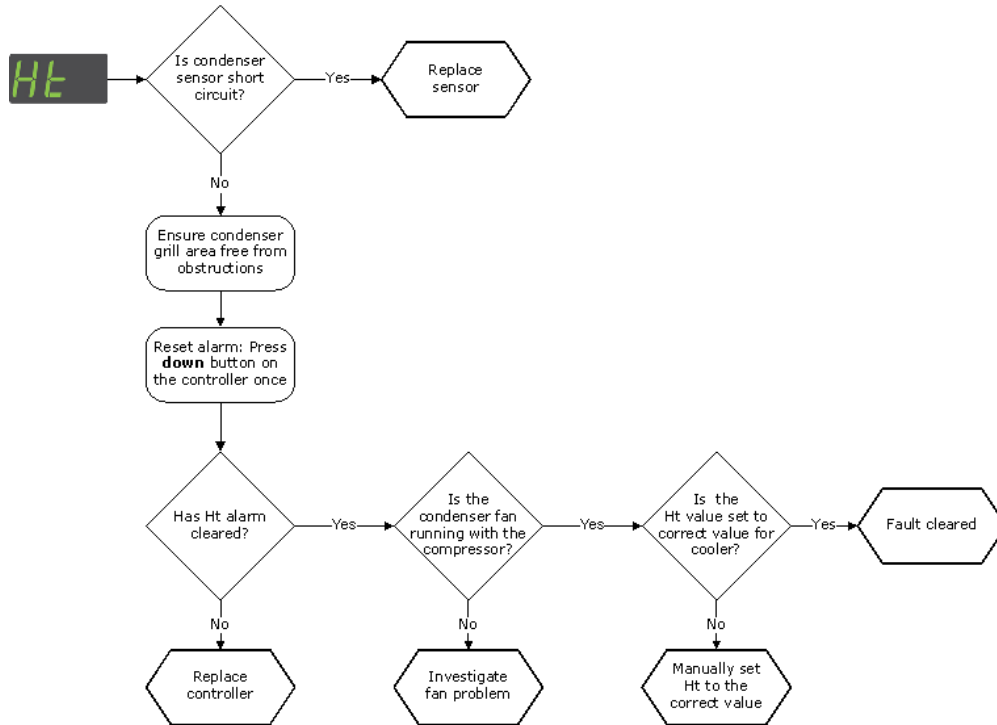 Ht
Is condenser
sensor short
circuit?
Yes
Replace
sensor
No
Ensure condenser
grill area free from
obstructions
Reset alarm: Press
down button on
the controller once
Has Ht alarm
cleared?
Yes
Is the
condenser fan
running with the
compressor?
Yes
Is the
Ht value set to
correct value for
cooler?
Yes
Fault cleared
No
No
No
Replace
controller
Investigate
fan problem
Manually set
Ht to the
correct value